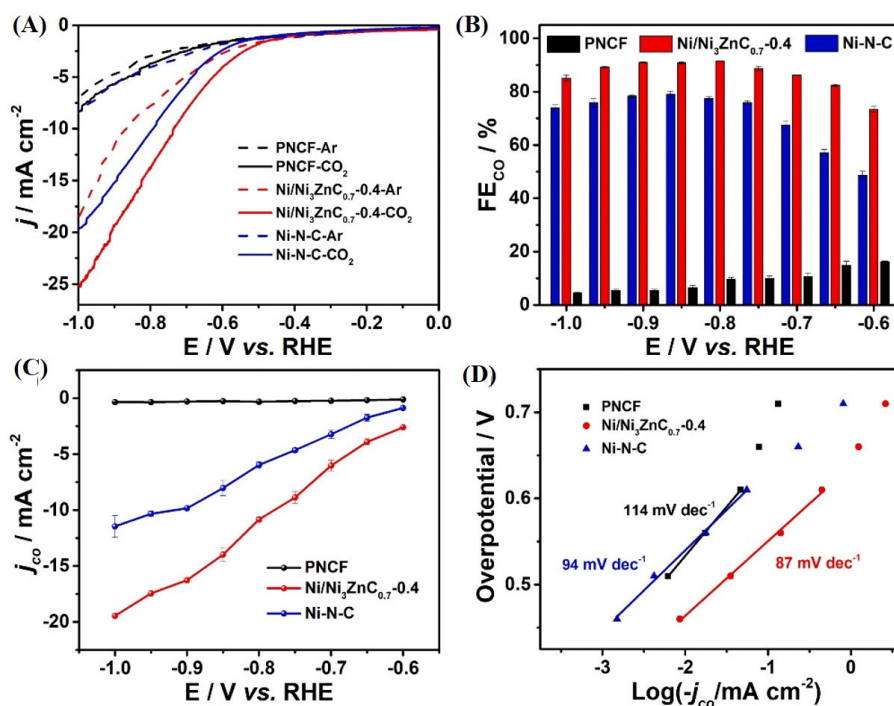 (A)
j / mA cm⁻²
0
-5
-10
-15
-20
-25
PNCF-Ar
PNCF-CO₂
Ni/Ni₃ZnC₀.₇-0.4-Ar
Ni/Ni₃ZnC₀.₇-0.4-CO₂
Ni-N-C-Ar
Ni-N-C-CO₂
-1.0 -0.8 -0.6 -0.4 -0.2 0.0
E / V vs. RHE
(B)
FE_CO / %
100
80
60
40
20
0
PNCF Ni/Ni₃ZnC₀.₇-0.4 Ni-N-C
-1.0 -0.9 -0.8 -0.7 -0.6
E / V vs. RHE
(C)
j_co / mA cm⁻²
0
-5
-10
-15
-20
PNCF
Ni/Ni₃ZnC₀.₇-0.4
Ni-N-C
-1.0 -0.9 -0.8 -0.7 -0.6
E / V vs. RHE
(D)
Overpotential / V
0.7
0.6
0.5
PNCF
Ni/Ni₃ZnC₀.₇-0.4
Ni-N-C
114 mV dec⁻¹
94 mV dec⁻¹
87 mV dec⁻¹
-3 -2 -1 0
Log(-j_co/mA cm⁻²)